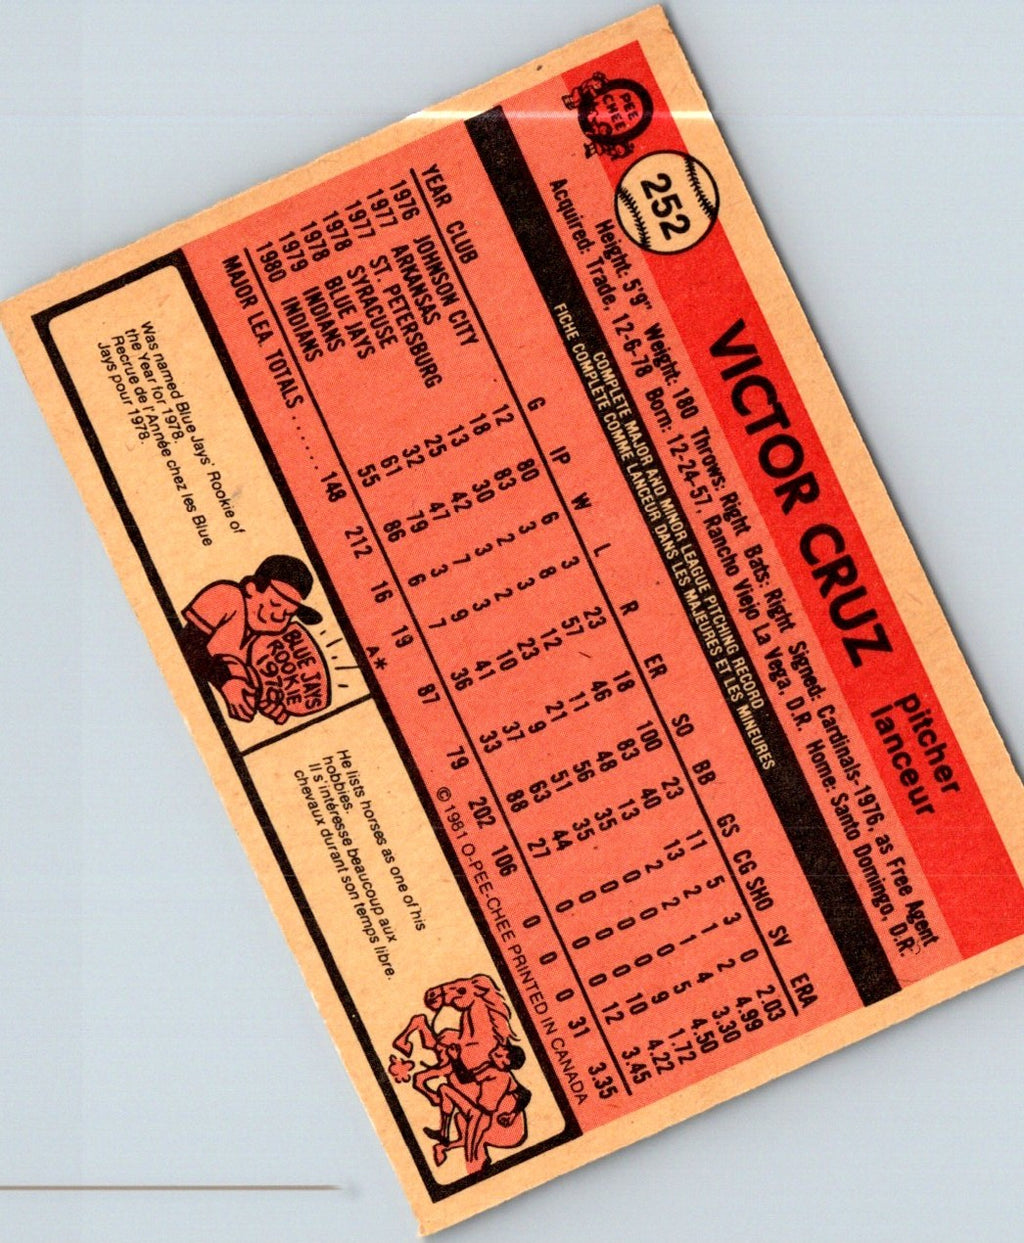 O PEE CHEE
252
VICTOR CRUZ
pitcher
lanceur
Height: 5'9" Weight: 180 Throws: Right Bats: Right Signed: Cardinals-1976, as Free Agent
Acquired: Trade, 12-6-78 Born: 12-24-57, Rancho Viejo La Vega, D.R. Home: Santo Domingo, D.R.
COMPLETE MAJOR AND MINOR LEAGUE PITCHING RECORD
FICHE COMPLÈTE COMME LANCEUR DANS LES MAJEURES ET LES MINEURES
YEAR CLUB G IP W L R ER SO BB GS CG SHO SV ERA
1976 JOHNSON CITY 12 80 6 3 23 18 100 23 11 5 3 0 2.03
1977 ARKANSAS 18 83 3 8 57 46 83 40 13 2 1 2 4.99
1977 ST. PETERSBURG 13 30 2 2 12 11 48 13 2 2 1 4 3.30
1978 SYRACUSE 25 42 3 3 23 21 56 35 0 0 0 5 4.50
1978 BLUE JAYS 32 47 7 3 10 9 51 35 0 0 0 9 1.72
1979 INDIANS 61 79 3 9 41 37 63 44 0 0 0 10 4.22
1980 INDIANS 55 86 6 7 36 33 88 27 0 0 0 12 3.45
MAJOR LEA TOTALS ...... 148 212 16 19 87 79 202 106 0 0 0 31 3.35
A* © 1981 O-PEE-CHEE PRINTED IN CANADA
Was named Blue Jays' Rookie of
the Year for 1978.
Recrue de l'Année chez les Blue
Jays pour 1978.
BLUE JAYS
ROOKIE
1978
He lists horses as one of his
hobbies.
Il s'intéresse beaucoup aux
chevaux durant son temps libre.